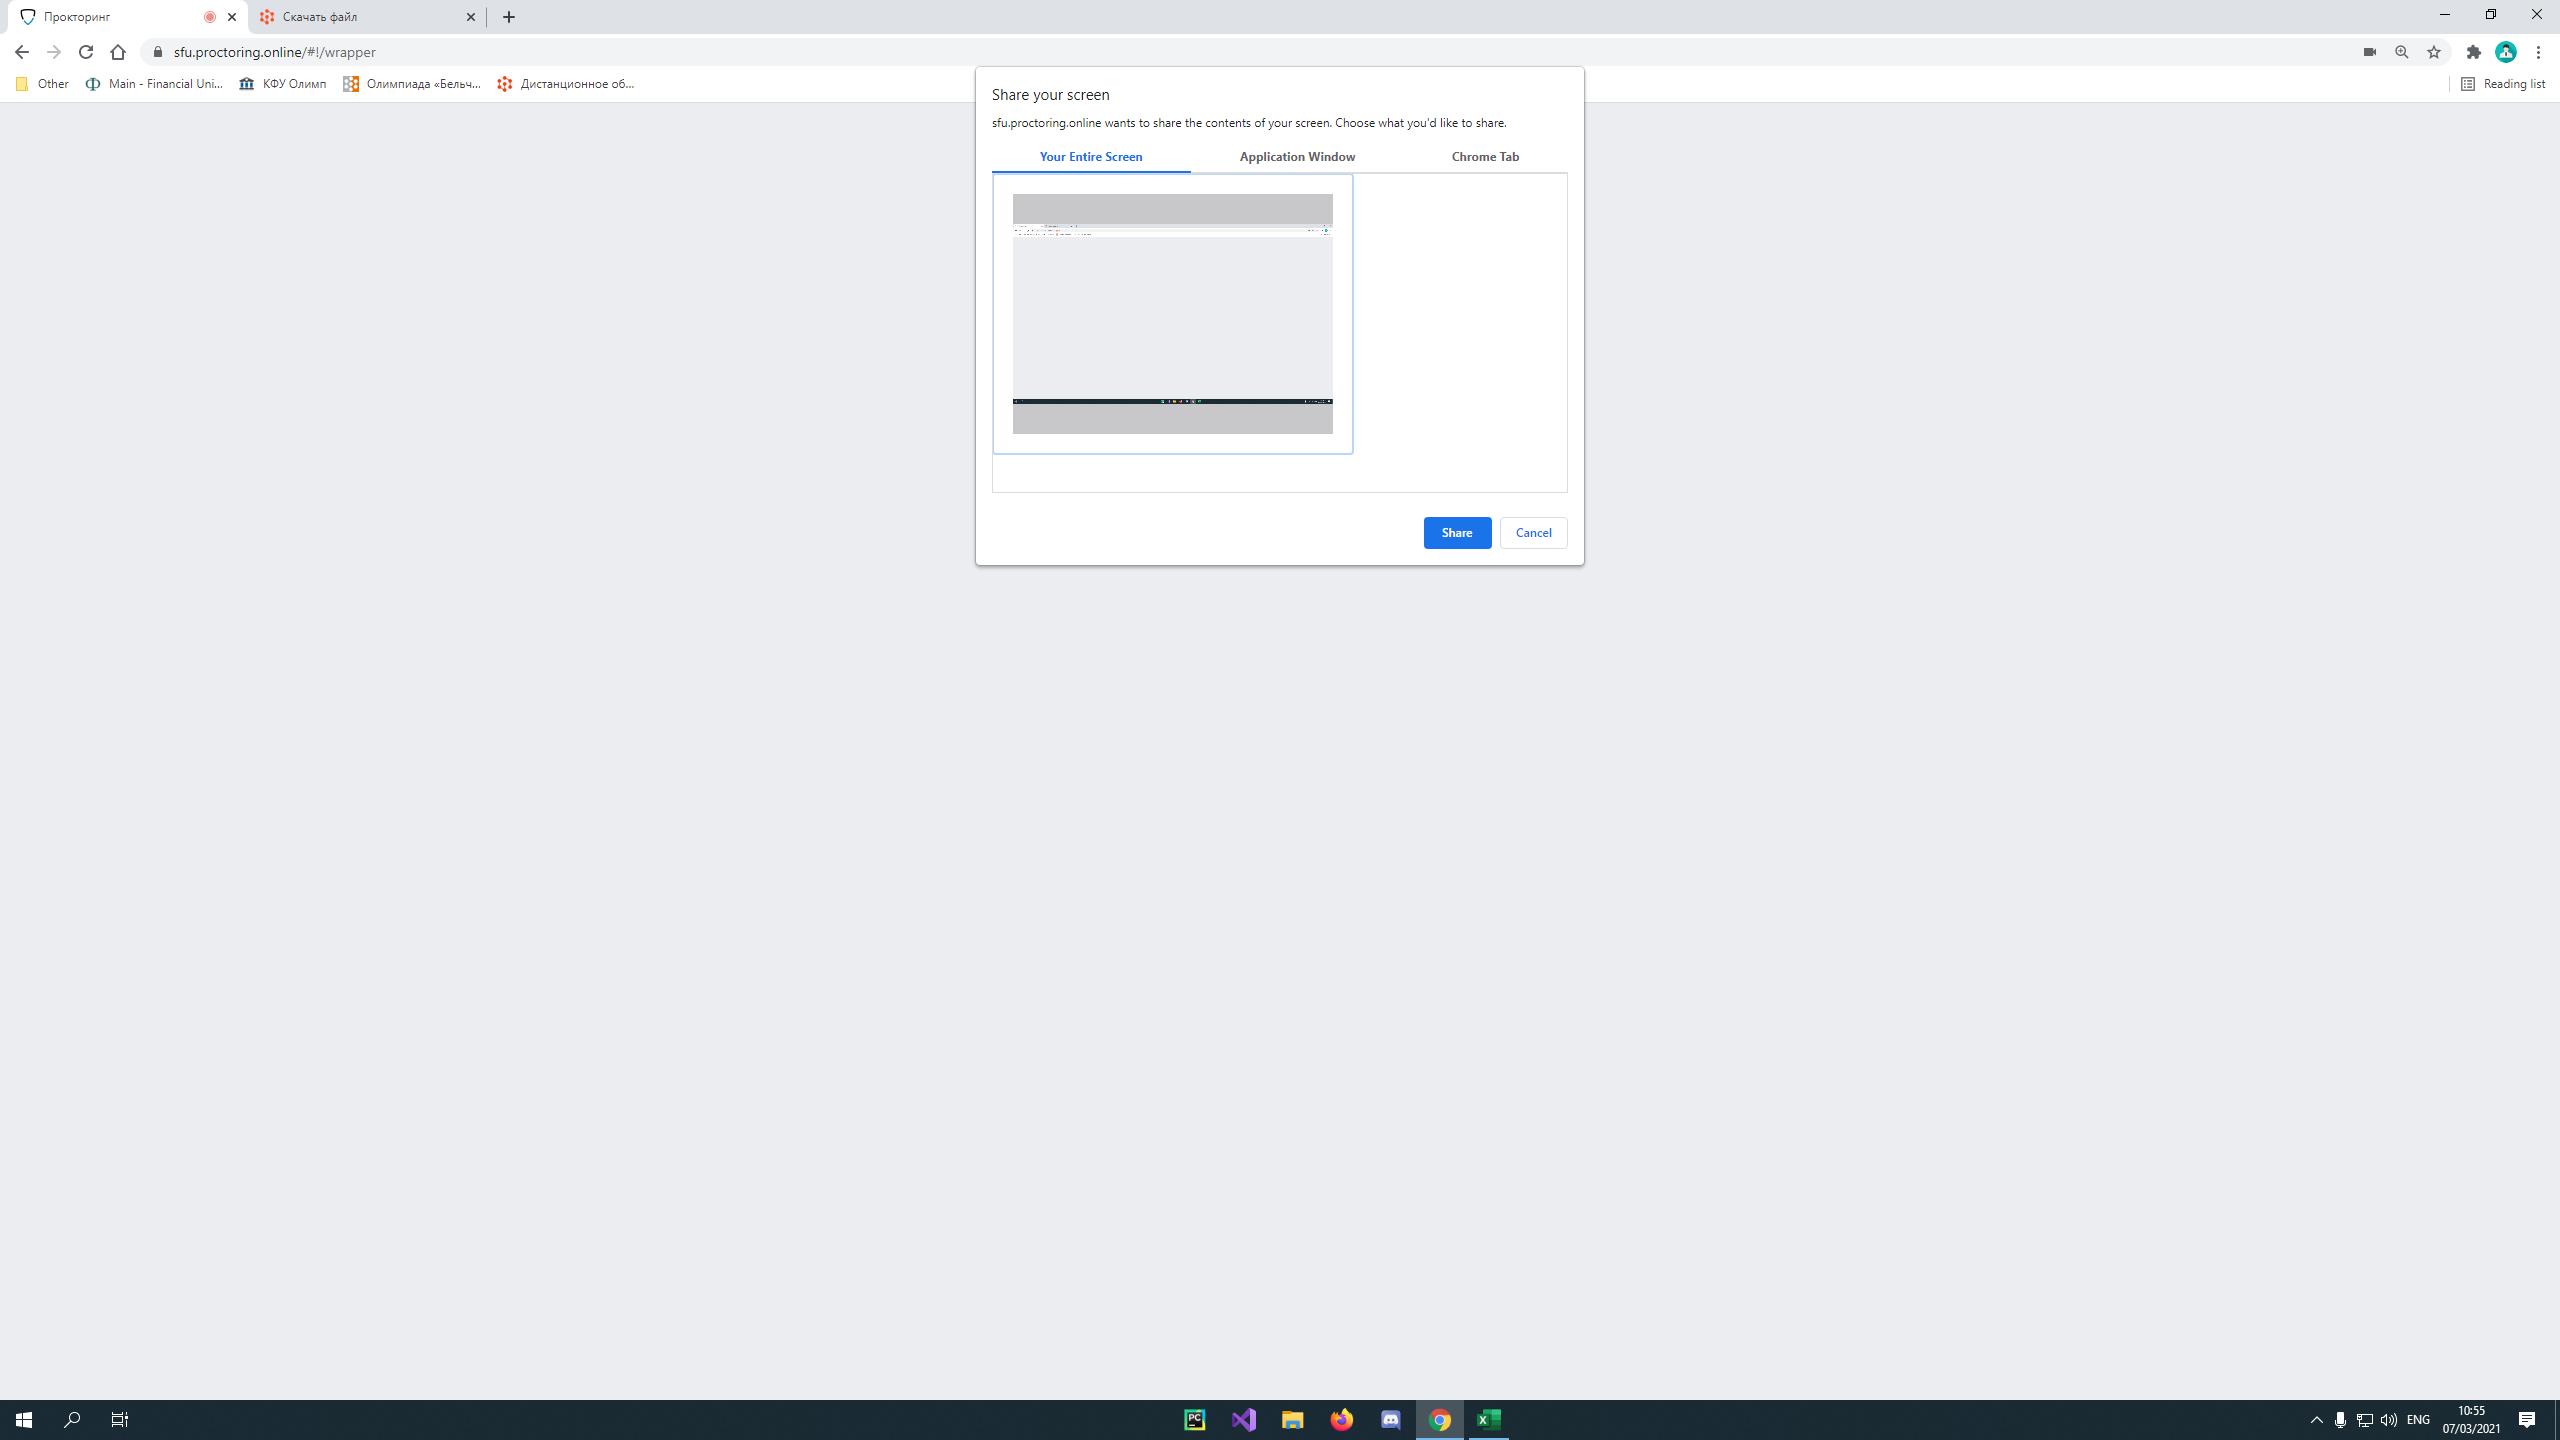 Прокторинг
Скачать файл
sfu.proctoring.online/#!/wrapper
Other
Main - Financial Uni...
КФУ Олимп
Олимпиада «Бельч...
Дистанционное об...
Reading list
Share your screen
sfu.proctoring.online wants to share the contents of your screen. Choose what you'd like to share.
Your Entire Screen
Application Window
Chrome Tab
Share
Cancel
PC
ENG
10:55
07/03/2021